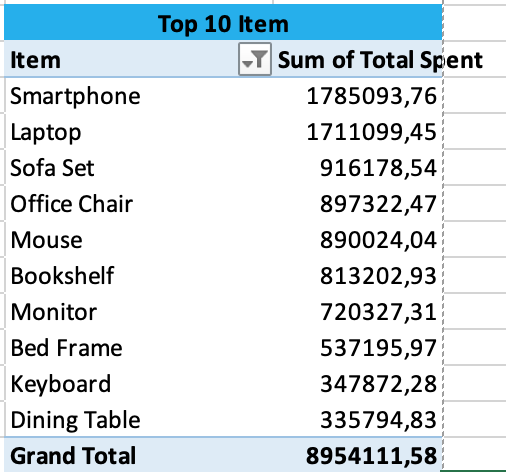 Top 10 Item
Item Sum of Total Spent
Smartphone 1785093,76
Laptop 1711099,45
Sofa Set 916178,54
Office Chair 897322,47
Mouse 890024,04
Bookshelf 813202,93
Monitor 720327,31
Bed Frame 537195,97
Keyboard 347872,28
Dining Table 335794,83
Grand Total 8954111,58